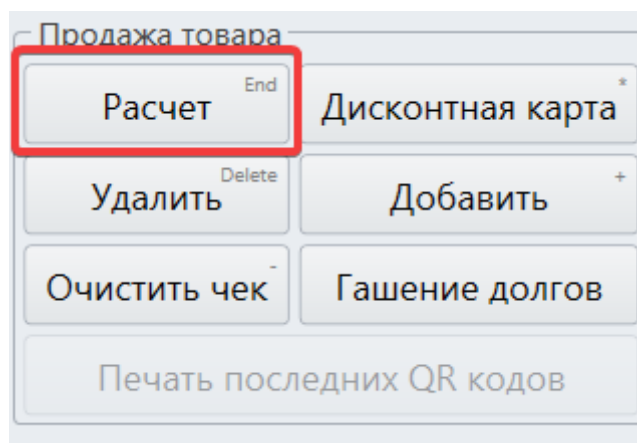 Продажа товара
Расчет End
Дисконтная карта *
Удалить Delete
Добавить +
Очистить чек -
Гашение долгов
Печать последних QR кодов